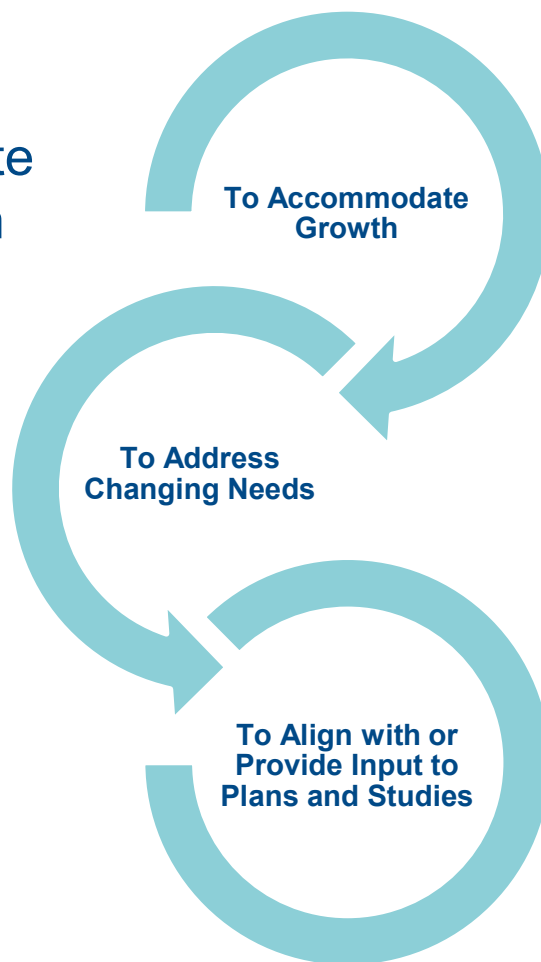 To Accommodate
Growth
To Address
Changing Needs
To Align with or
Provide Input to
Plans and Studies